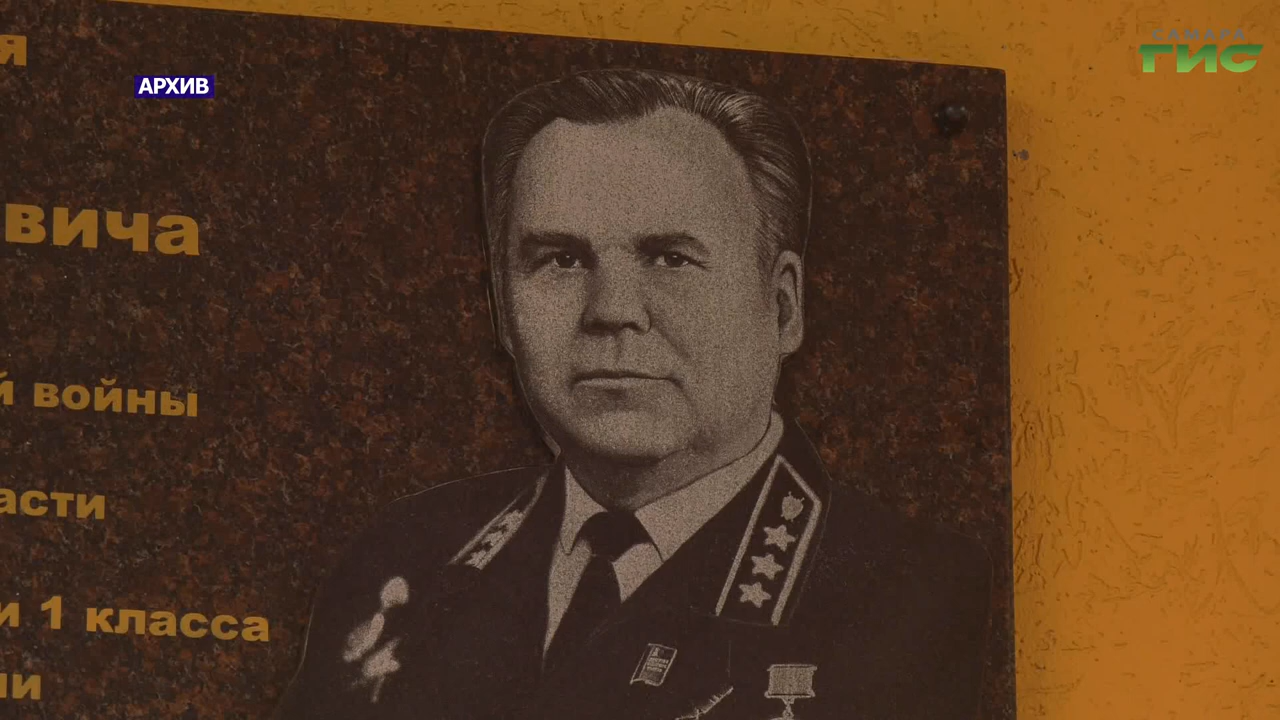 САМАРА
ГИС
АРХИВ
я
вича
й войны
асти
и 1 класса
ии